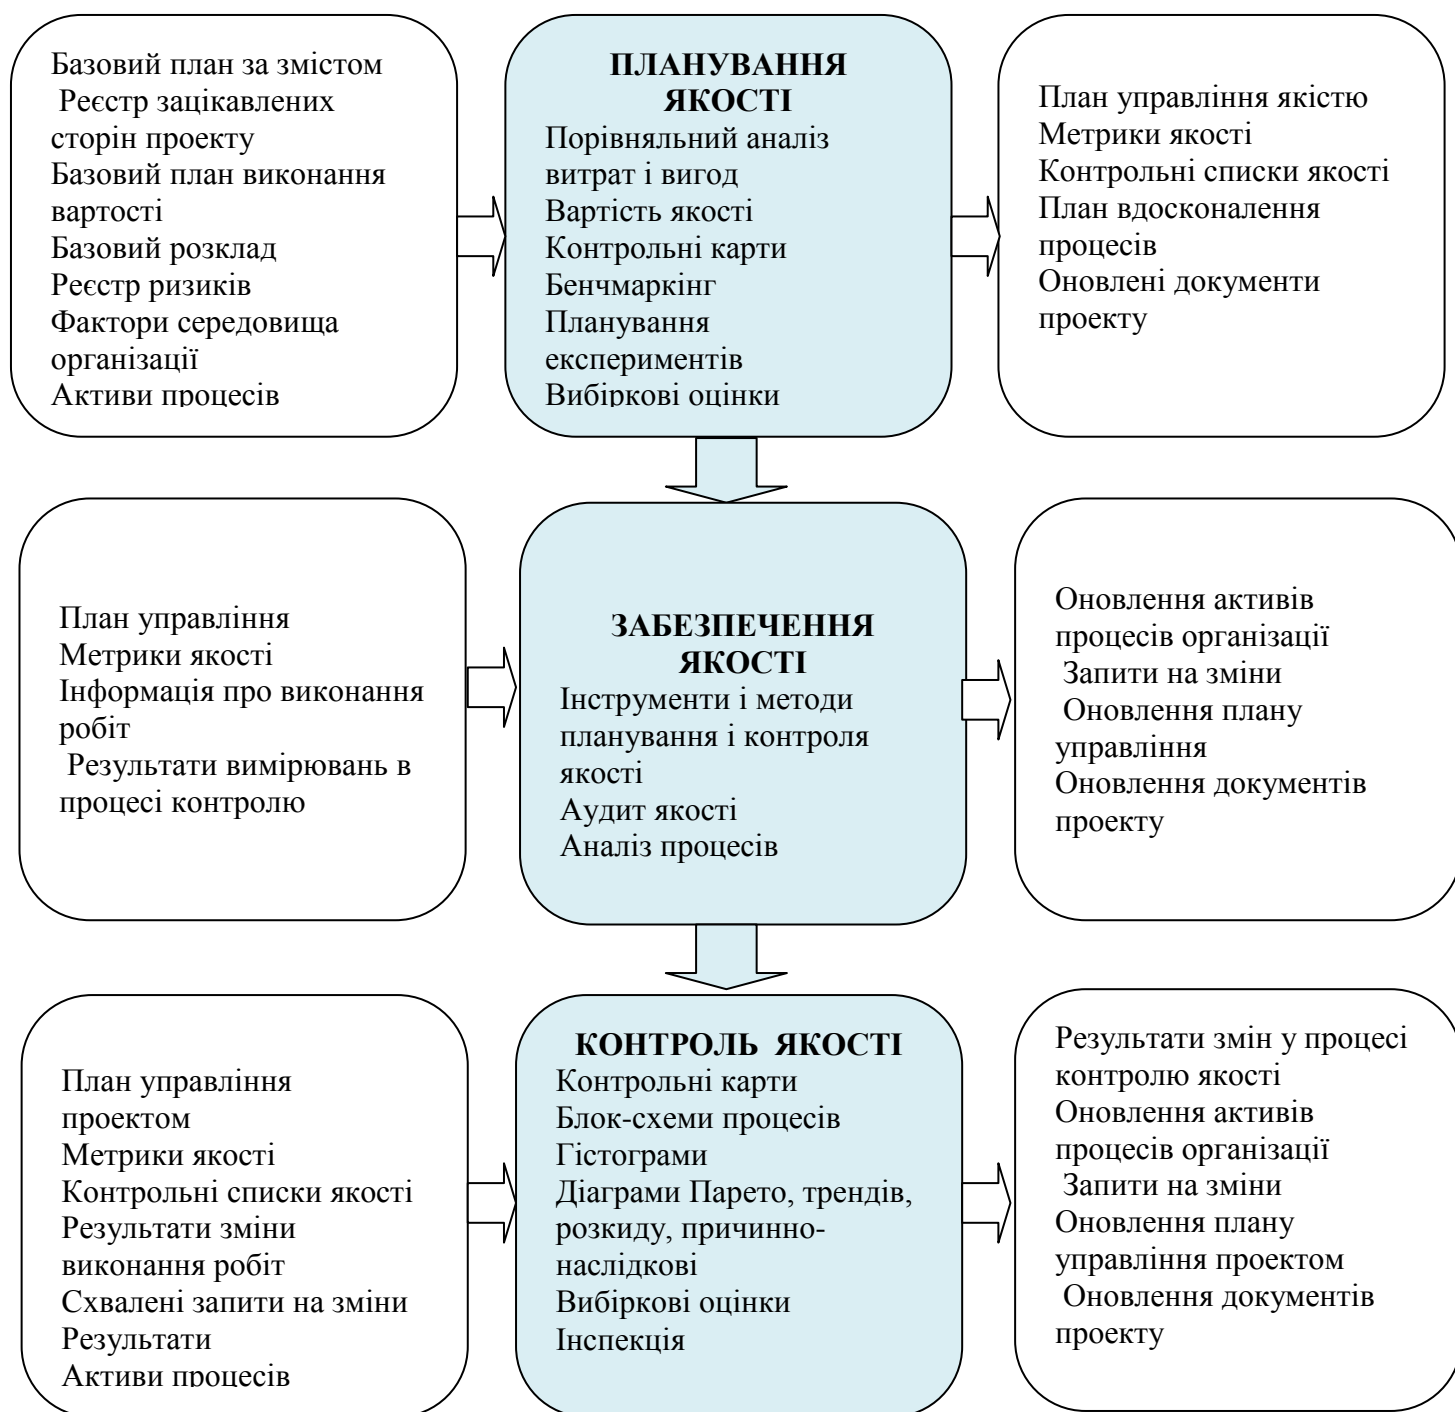 Базовий план за змістом
Реєстр зацікавлених
сторін проекту
Базовий план виконання
вартості
Базовий розклад
Реєстр ризиків
Фактори середовища
організації
Активи процесів
ПЛАНУВАННЯ
ЯКОСТІ
Порівняльний аналіз
витрат і вигод
Вартість якості
Контрольні карти
Бенчмаркінг
Планування
експериментів
Вибіркові оцінки
План управління якістю
Метрики якості
Контрольні списки якості
План вдосконалення
процесів
Оновлені документи
проекту
План управління
Метрики якості
Інформація про виконання
робіт
Результати вимірювань в
процесі контролю
ЗАБЕЗПЕЧЕННЯ
ЯКОСТІ
Інструменти і методи
планування і контроля
якості
Аудит якості
Аналіз процесів
Оновлення активів
процесів організації
Запити на зміни
Оновлення плану
управління
Оновлення документів
проекту
План управління
проектом
Метрики якості
Контрольні списки якості
Результати зміни
виконання робіт
Схвалені запити на зміни
Результати
Активи процесів
КОНТРОЛЬ ЯКОСТІ
Контрольні карти
Блок-схеми процесів
Гістограми
Діаграми Парето, трендів,
розкиду, причинно-
наслідкові
Вибіркові оцінки
Інспекція
Результати змін у процесі
контролю якості
Оновлення активів
процесів організації
Запити на зміни
Оновлення плану
управління проектом
Оновлення документів
проекту